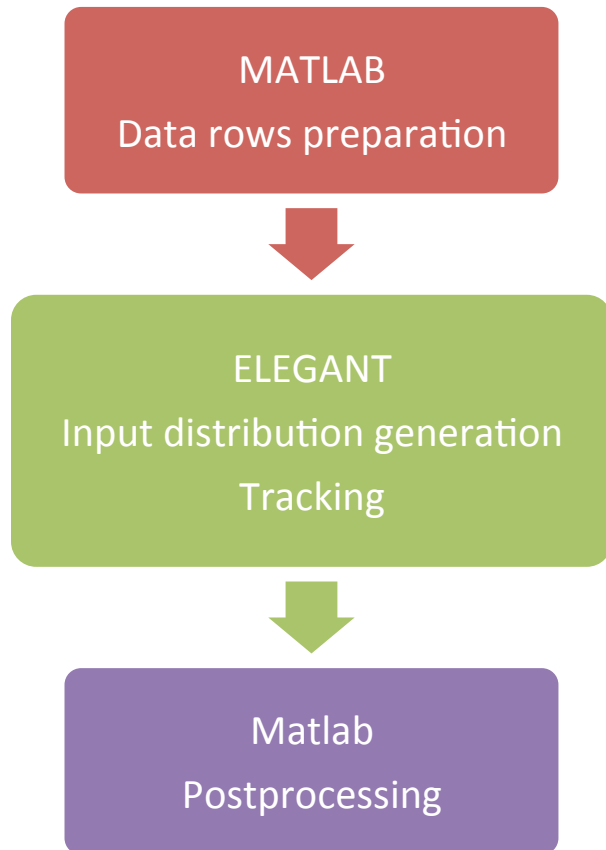 MATLAB
Data rows preparation
ELEGANT
Input distribution generation
Tracking
Matlab
Postprocessing